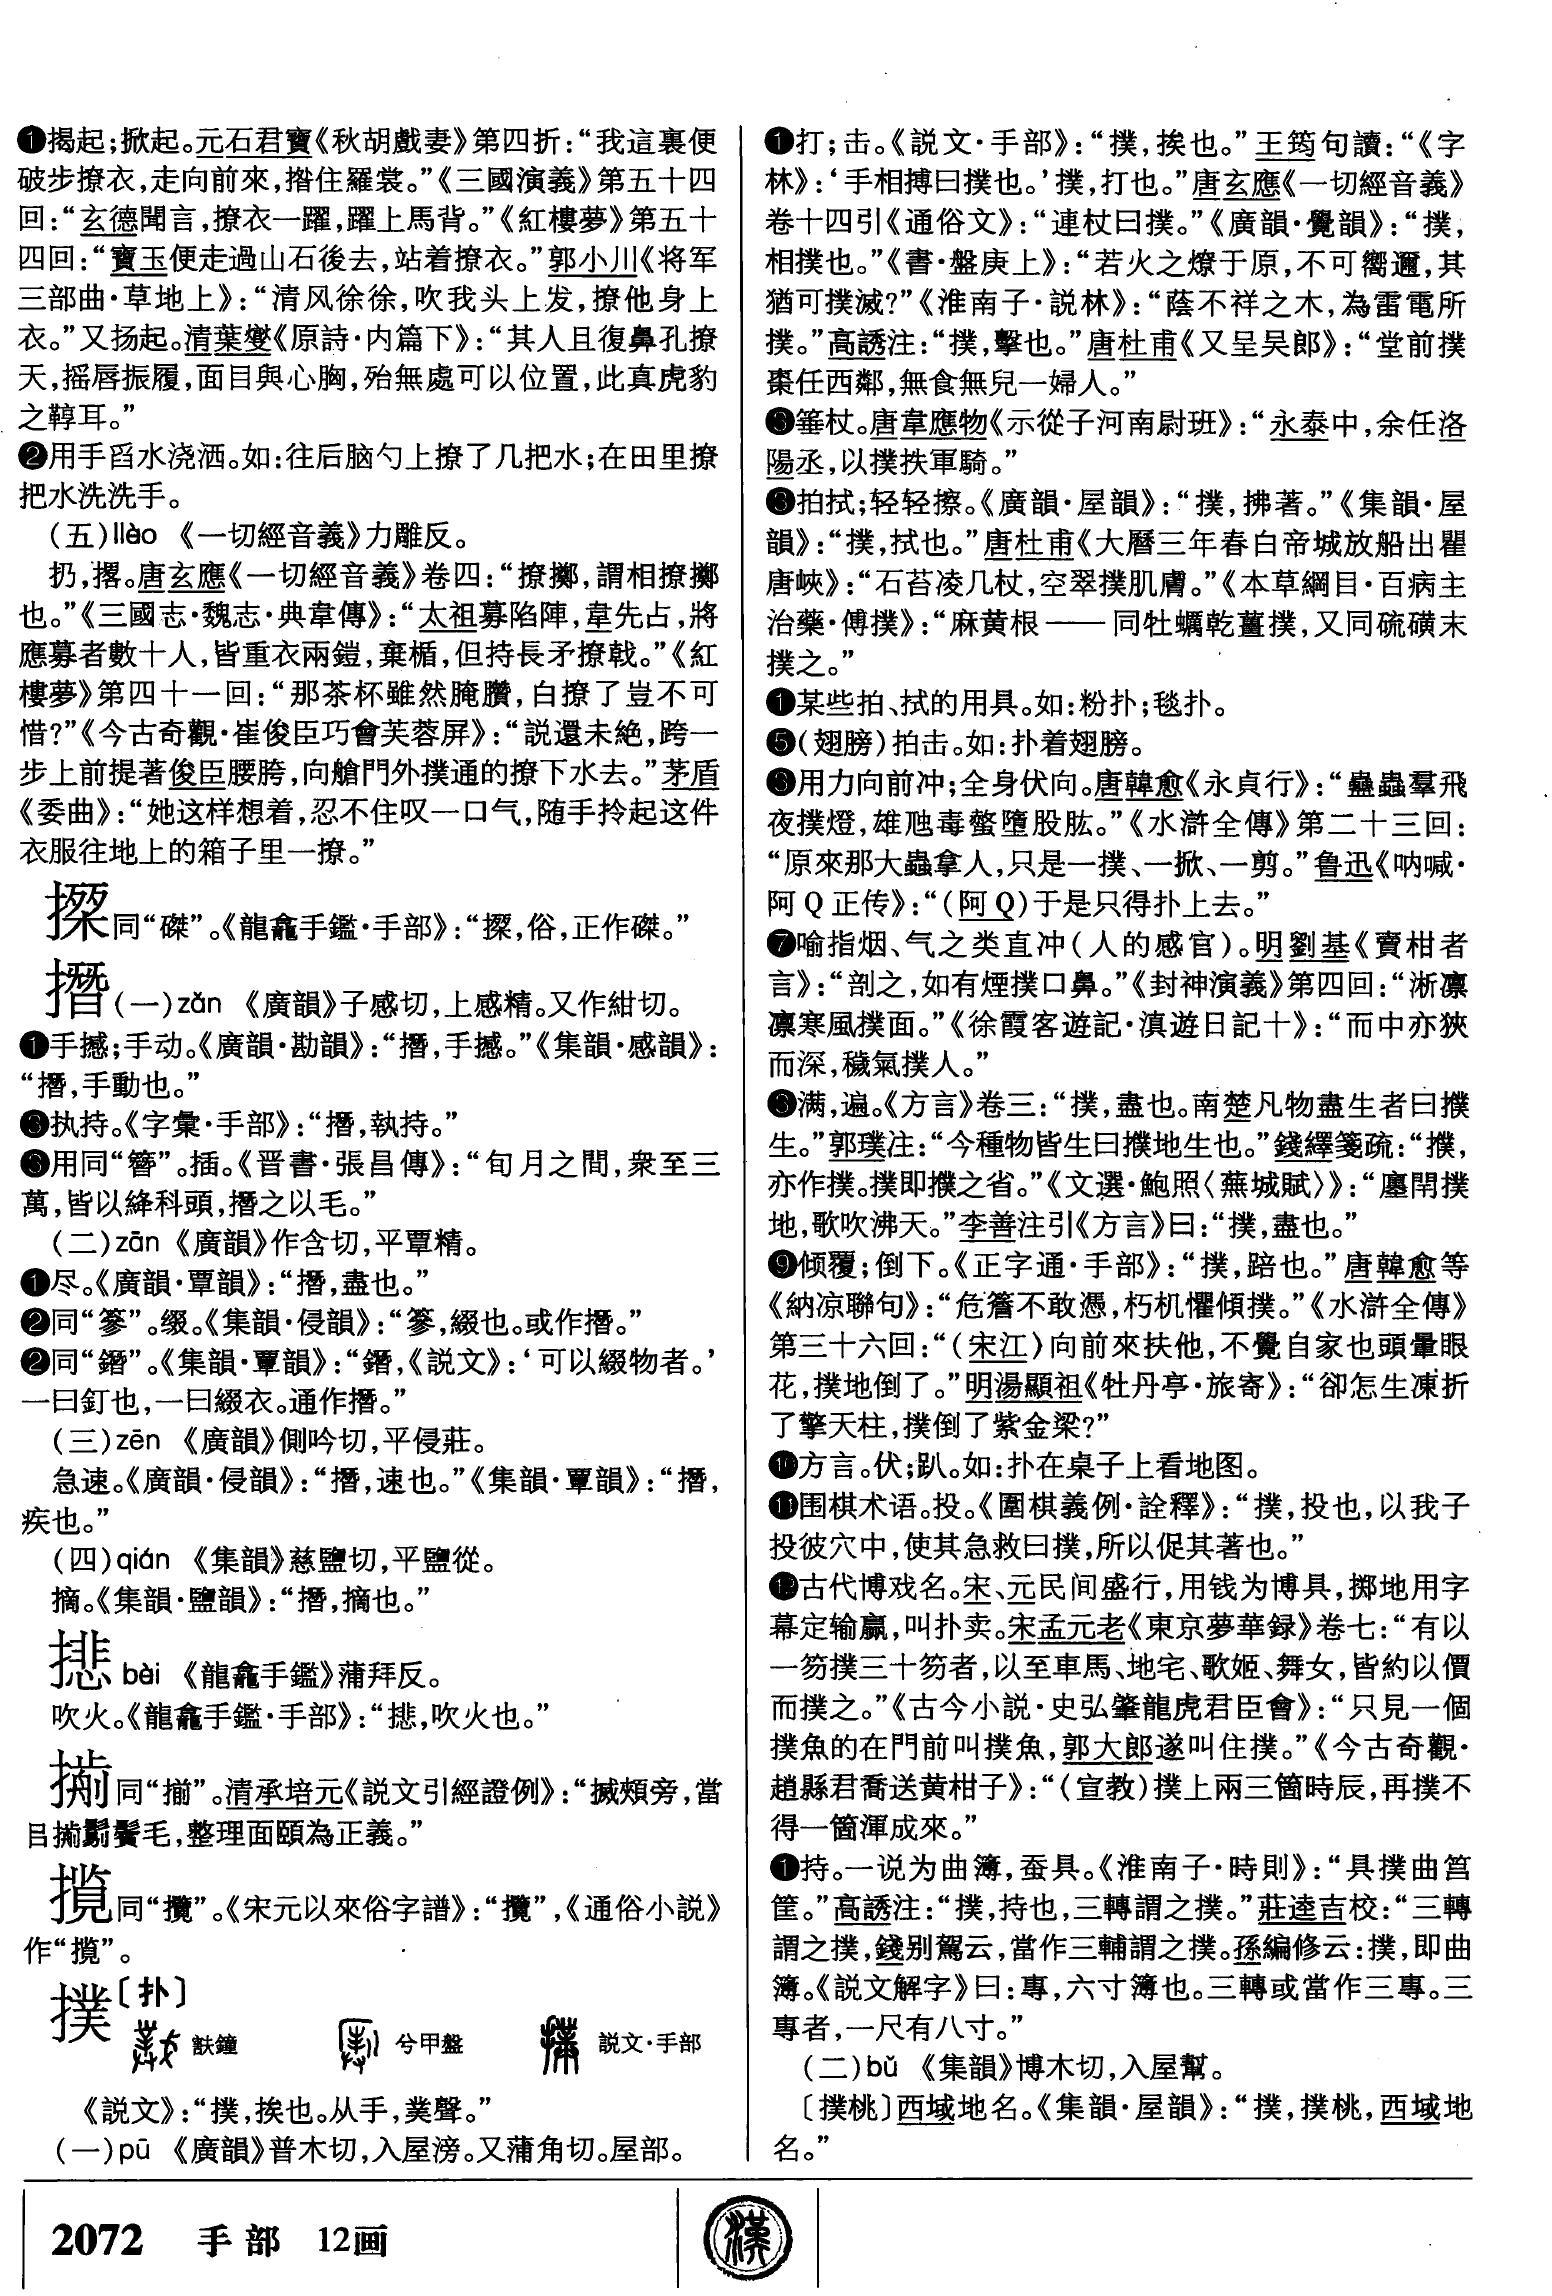 ❶揭起;掀起。元石君寶《秋胡戲妻》第四折:“我這裏便
破步撩衣,走向前來,揝住羅裳。”《三國演義》第五十四
回:“玄德聞言,撩衣一躍,躍上馬背。”《紅樓夢》第五十
四回:“寶玉便走過山石後去,站着撩衣。”郭小川《将军
三部曲·草地上》:“清风徐徐,吹我头上发,撩他身上
衣。”又扬起。清葉燮《原詩·内篇下》:“其人且復鼻孔撩
天,摇唇振履,面目與心胸,殆無處可以位置,此真虎豹
之鞟耳。”
❷用手舀水浇洒。如:往后脑勺上撩了几把水;在田里撩
把水洗洗手。
(五)liào 《一切經音義》力雕反。
扔,撂。唐玄應《一切經音義》卷四:“撩擲,謂相撩擲
也。”《三國志·魏志·典韋傳》:“太祖募陷陣,韋先占,將
應募者數十人,皆重衣兩鎧,棄楯,但持長矛撩戟。”《紅
樓夢》第四十一回:“那茶杯雖然腌臢,白撩了豈不可
惜?”《今古奇觀·崔俊臣巧會芙蓉屏》:“説還未絶,跨一
步上前提著俊臣腰胯,向艙門外撲通的撩下水去。”茅盾
《委曲》:“她这样想着,忍不住叹一口气,随手拎起这件
衣服往地上的箱子里一撩。”
同“磔”。《龍龕手鑑·手部》:“,俗,正作磔。”
撍(一)zǎn 《廣韻》子感切,上感精。又作紺切。
❶手撼;手动。《廣韻·勘韻》:“撍,手撼。”《集韻·感韻》:
“撍,手動也。”
❸执持。《字彙·手部》:“撍,執持。”
❸用同“簪”。插。《晋書·張昌傳》:“旬月之間,衆至三
萬,皆以絳科頭,撍之以毛。”
(二)zān 《廣韻》作含切,平覃精。
❶尽。《廣韻·覃韻》:“撍,盡也。”
❷同“篸”。缀。《集韻·侵韻》:“篸,綴也。或作撍。”
❷同“鐕”。《集韻·覃韻》:“鐕,《説文》:‘可以綴物者。’
一曰釘也,一曰綴衣。通作撍。”
(三)zēn 《廣韻》側吟切,平侵莊。
急速。《廣韻·侵韻》:“撍,速也。”《集韻·覃韻》:“撍,
疾也。”
(四)qián 《集韻》慈鹽切,平鹽從。
摘。《集韻·鹽韻》:“撍,摘也。”
bèi 《龍龕手鑑》蒲拜反。
吹火。《龍龕手鑑·手部》:“,吹火也。”
同“揃”。清承培元《説文引經證例》:“搣頰旁,當
㠯鬋鬢毛,整理面頤為正義。”
同“攬”。《宋元以來俗字譜》:“攬”,《通俗小説》
作“”。
撲〔扑〕
㝬鐘 兮甲盤 説文·手部
《説文》:“撲,挨也。从手,菐聲。”
(一)pū 《廣韻》普木切,入屋滂。又蒲角切。屋部。
❶打;击。《説文·手部》:“撲,挨也。”王筠句讀:“《字
林》:‘手相搏曰撲也。’撲,打也。”唐玄應《一切經音義》
卷十四引《通俗文》:“連杖曰撲。”《廣韻·覺韻》:“撲,
相撲也。”《書·盤庚上》:“若火之燎于原,不可嚮邇,其
猶可撲滅?”《淮南子·説林》:“蔭不祥之木,為雷電所
撲。”高誘注:“撲,擊也。”唐杜甫《又呈吴郎》:“堂前撲
棗任西鄰,無食無兒一婦人。”
❸箠杖。唐韋應物《示從子河南尉班》:“永泰中,余任洛
陽丞,以撲抶軍騎。”
❸拍拭;轻轻擦。《廣韻·屋韻》:“撲,拂著。”《集韻·屋
韻》:“撲,拭也。”唐杜甫《大曆三年春白帝城放船出瞿
唐峽》:“石苔凌几杖,空翠撲肌膚。”《本草綱目·百病主
治藥·傅撲》:“麻黄根——同牡蠣乾薑撲,又同硫磺末
撲之。”
❶某些拍、拭的用具。如:粉扑;毯扑。
❺(翅膀)拍击。如:扑着翅膀。
❸用力向前冲;全身伏向。唐韓愈《永貞行》:“蠱蟲羣飛
夜撲燈,雄虺毒螫墮股肱。”《水滸全傳》第二十三回:
“原來那大蟲拿人,只是一撲、一掀、一剪。”鲁迅《呐喊·
阿Q正传》:“(阿Q)于是只得扑上去。”
❼喻指烟、气之类直冲(人的感官)。明劉基《賣柑者
言》:“剖之,如有煙撲口鼻。”《封神演義》第四回:“淅凛
凛寒風撲面。”《徐霞客遊記·滇遊日記十》:“而中亦狹
而深,穢氣撲人。”
❸满,遍。《方言》卷三:“撲,盡也。南楚凡物盡生者曰撲
生。”郭璞注:“今種物皆生曰撲地生也。”錢繹箋疏:“㩧,
亦作撲。撲即㩧之省。”《文選·鮑照〈蕪城賦〉》:“廛閈撲
地,歌吹沸天。”李善注引《方言》曰:“撲,盡也。”
❾倾覆;倒下。《正字通·手部》:“撲,踣也。”唐韓愈等
《納凉聯句》:“危簷不敢憑,朽机懼傾撲。”《水滸全傳》
第三十六回:“(宋江)向前來扶他,不覺自家也頭暈眼
花,撲地倒了。”明湯顯祖《牡丹亭·旅寄》:“卻怎生凍折
了擎天柱,撲倒了紫金梁?”
❿方言。伏;趴。如:扑在桌子上看地图。
⓫围棋术语。投。《圍棋義例·詮釋》:“撲,投也,以我子
投彼穴中,使其急救曰撲,所以促其著也。”
⓬古代博戏名。宋、元民间盛行,用钱为博具,掷地用字
幕定输赢,叫扑卖。宋孟元老《東京夢華録》卷七:“有以
一笏撲三十笏者,以至車馬、地宅、歌姬、舞女,皆約以價
而撲之。”《古今小説·史弘肇龍虎君臣會》:“只見一個
撲魚的在門前叫撲魚,郭大郎遂叫住撲。”《今古奇觀·
趙縣君喬送黄柑子》:“(宣教)撲上兩三箇時辰,再撲不
得一箇渾成來。”
❶持。一说为曲簿,蚕具。《淮南子·時則》:“具撲曲筥
筐。”高誘注:“撲,持也,三轉謂之撲。”莊逵吉校:“三轉
謂之撲,錢别駕云,當作三輔謂之撲。孫編修云:撲,即曲
簿。《説文解字》曰:專,六寸簿也。三轉或當作三專。三
專者,一尺有八寸。”
(二)bǔ 《集韻》博木切,入屋幫。
〔撲桃〕西域地名。《集韻·屋韻》:“撲,撲桃,西域地
名。”
2072 手部 12画
漢